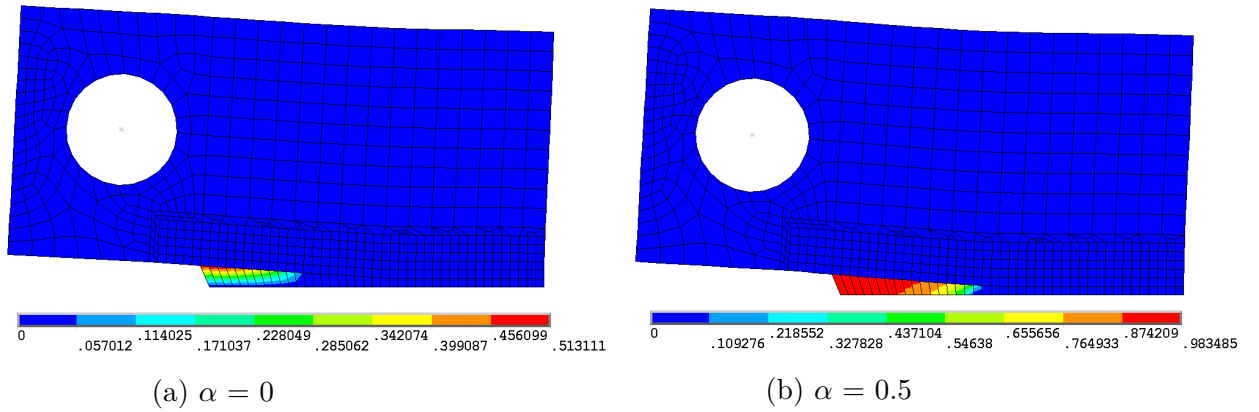 0 .114025 .228049 .342074 .456099
.057012 .171037 .285062 .399087 .513111
0 .218552 .437104 .655656 .874209
.109276 .327828 .54638 .764933 .983485
(a) α = 0
(b) α = 0.5